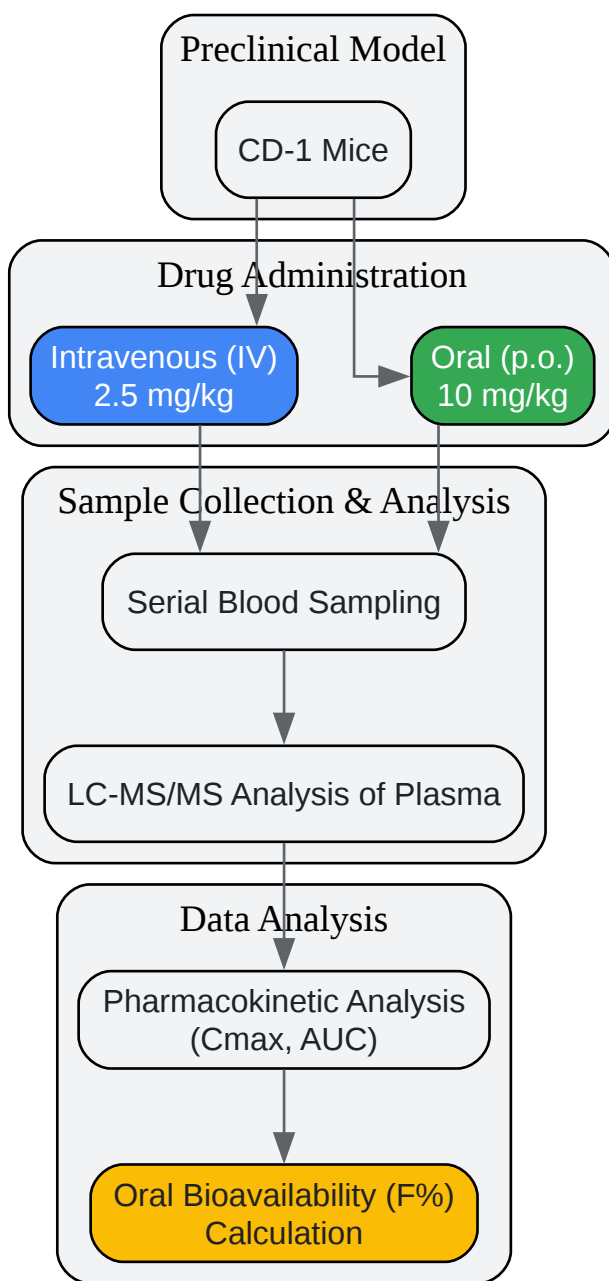 Preclinical Model
CD-1 Mice
Drug Administration
Intravenous (IV)
2.5 mg/kg
Oral (p.o.)
10 mg/kg
Sample Collection & Analysis
Serial Blood Sampling
LC-MS/MS Analysis of Plasma
Data Analysis
Pharmacokinetic Analysis
(Cmax, AUC)
Oral Bioavailability (F%)
Calculation